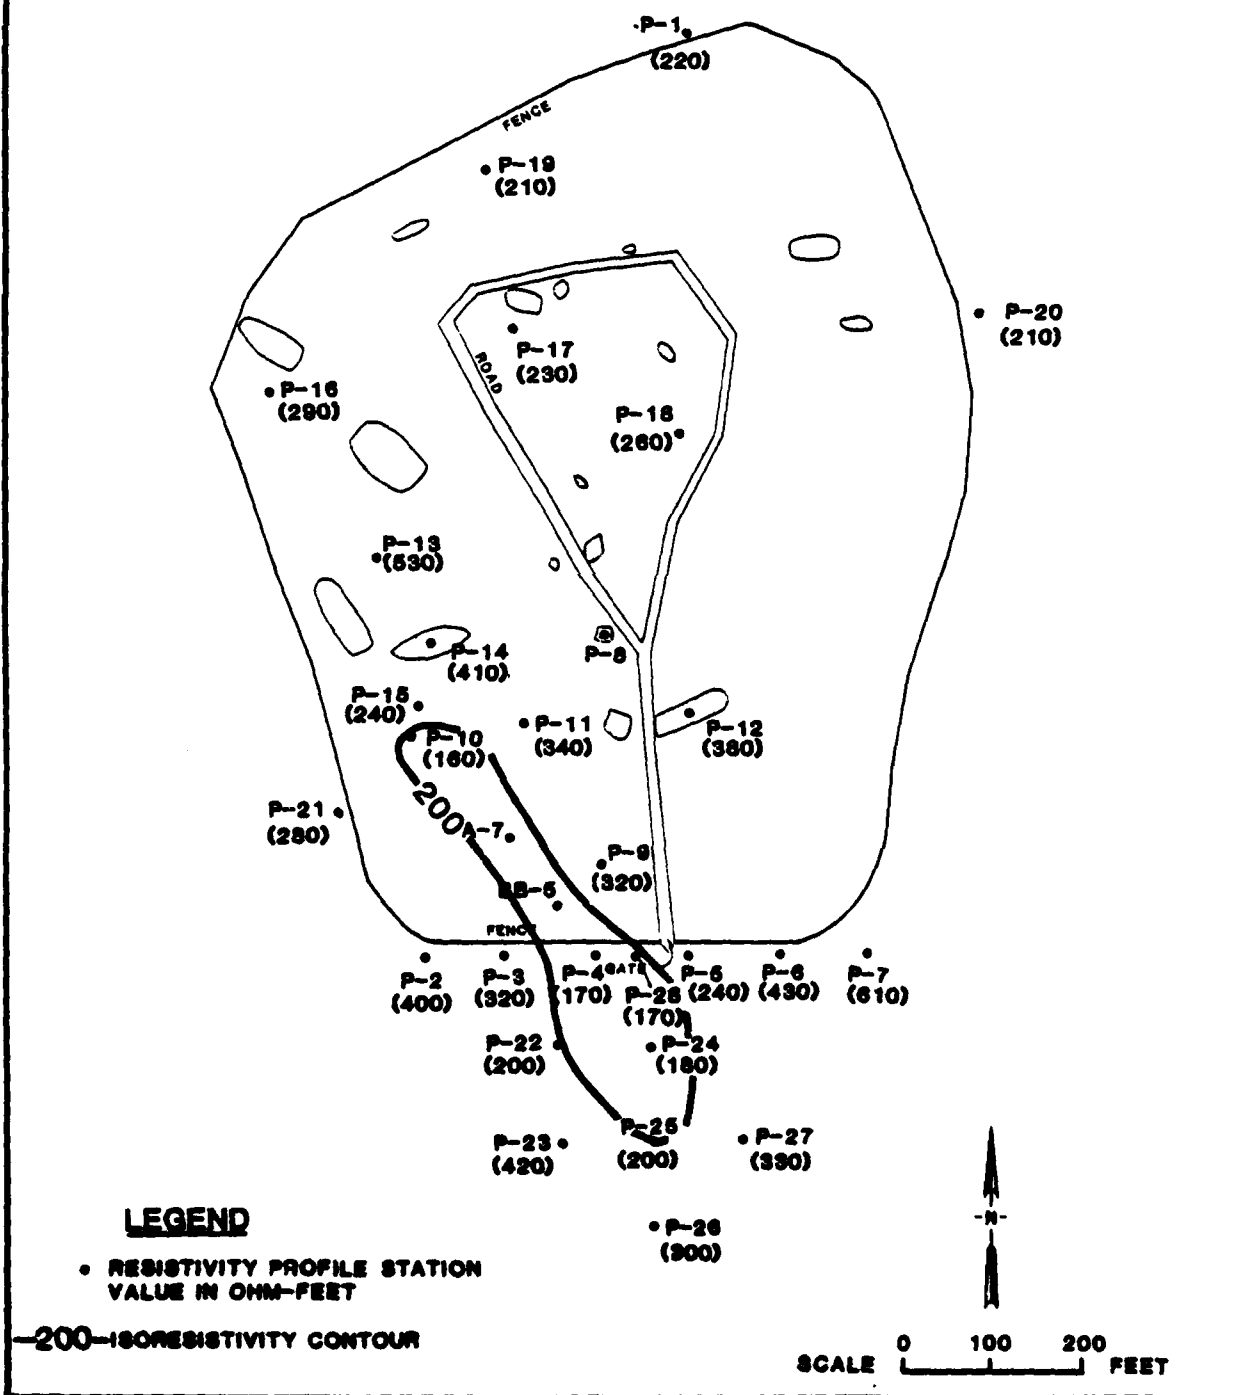 P-1
(220)
FENCE
P-19
(210)
P-20
(210)
P-17
(230)
ROAD
P-16
(290)
P-18
(260)
P-13
(530)
P-14
(410)
P-8
P-15
(240)
P-11
(340)
P-12
(380)
P-10
(160)
200
P-21
(280)
A-7
P-9
(320)
BB-5
FENCE
P-2
(400)
P-3
(320)
P-4
(170)
GATE
P-28
(170)
P-5
(240)
P-6
(430)
P-7
(610)
P-22
(200)
P-24
(180)
P-23
(420)
P-25
(200)
P-27
(330)
P-26
(300)
-N-
LEGEND
RESISTIVITY PROFILE STATION
VALUE IN OHM-FEET
-200-ISORESISTIVITY CONTOUR
0 100 200
SCALE FEET